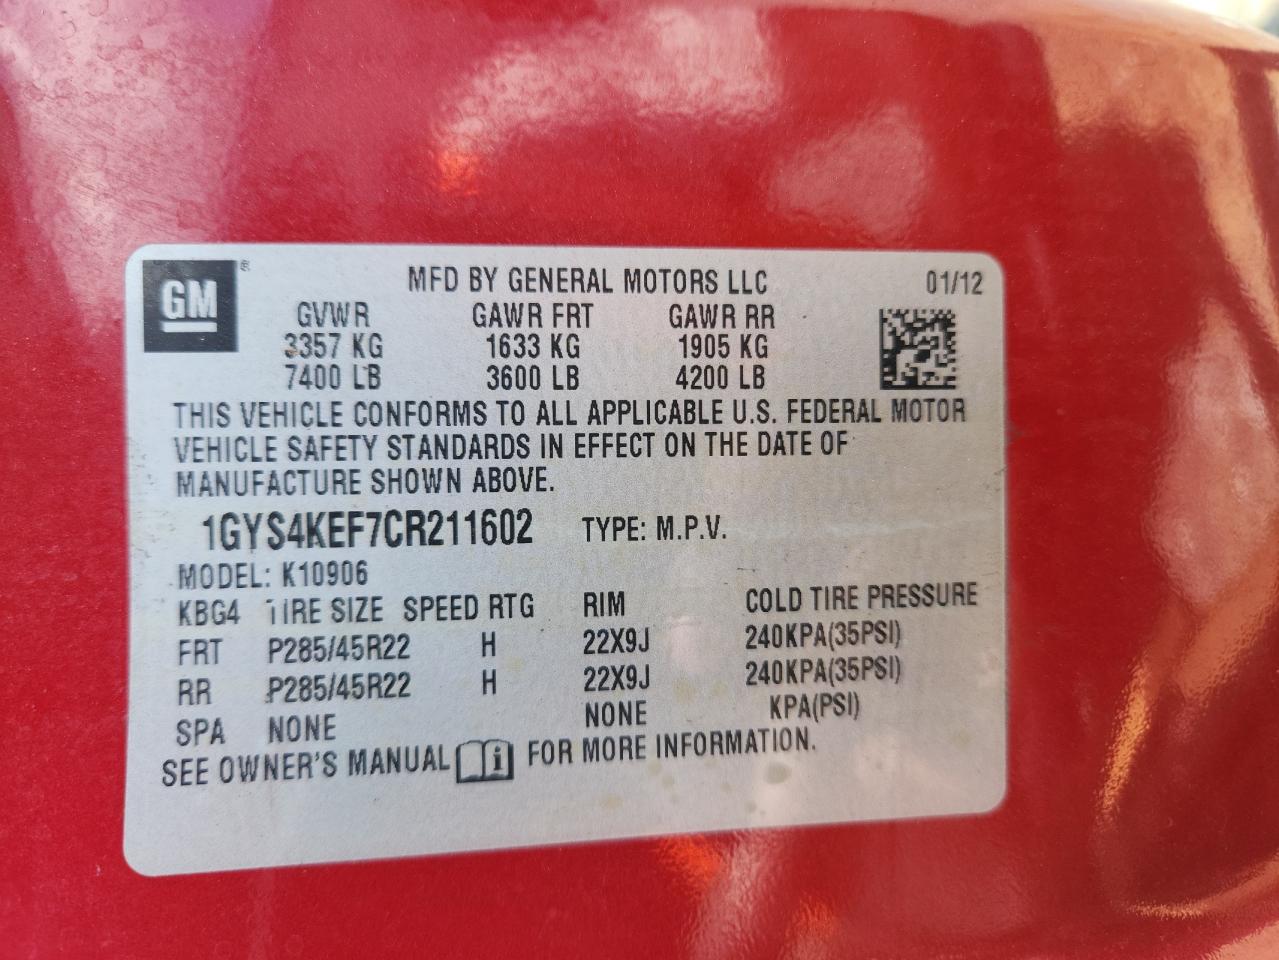 GM®
MFD BY GENERAL MOTORS LLC 01/12
GVWR GAWR FRT GAWR RR
3357 KG 1633 KG 1905 KG
7400 LB 3600 LB 4200 LB
THIS VEHICLE CONFORMS TO ALL APPLICABLE U.S. FEDERAL MOTOR
VEHICLE SAFETY STANDARDS IN EFFECT ON THE DATE OF
MANUFACTURE SHOWN ABOVE.
1GYS4KEF7CR211602 TYPE: M.P.V.
MODEL: K10906
KBG4 TIRE SIZE SPEED RTG RIM COLD TIRE PRESSURE
FRT P285/45R22 H 22X9J 240KPA(35PSI)
RR P285/45R22 H 22X9J 240KPA(35PSI)
SPA NONE NONE KPA(PSI)
SEE OWNER'S MANUAL i FOR MORE INFORMATION.